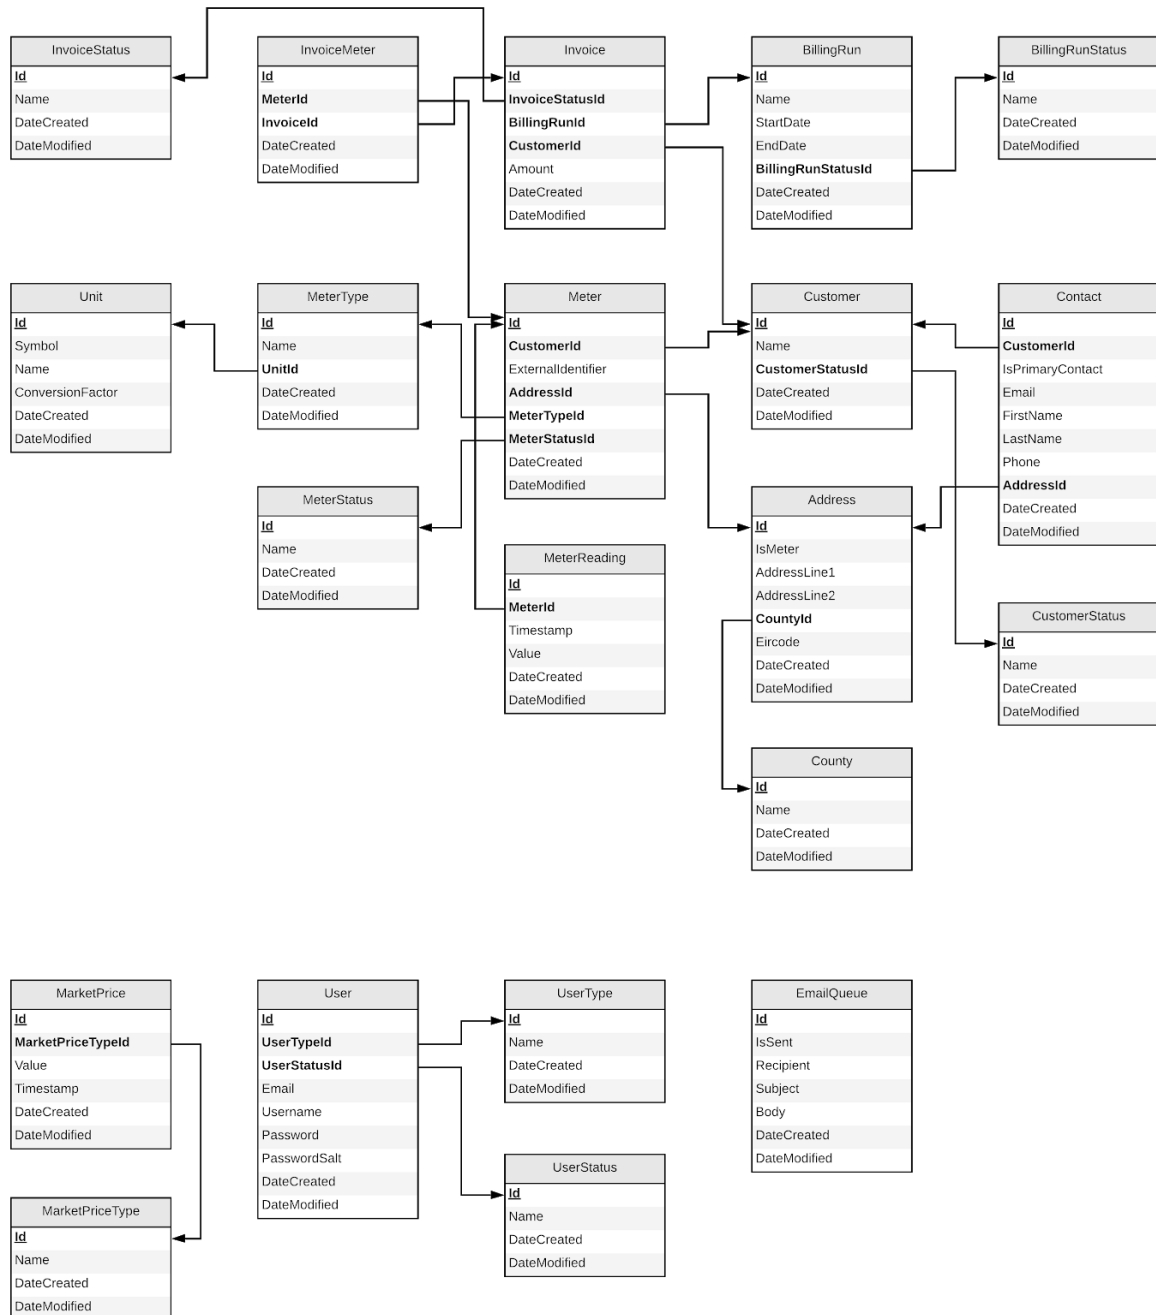 InvoiceStatus
Id
Name
DateCreated
DateModified
InvoiceMeter
Id
MeterId
InvoiceId
DateCreated
DateModified
Invoice
Id
InvoiceStatusId
BillingRunId
CustomerId
Amount
DateCreated
DateModified
BillingRun
Id
Name
StartDate
EndDate
BillingRunStatusId
DateCreated
DateModified
BillingRunStatus
Id
Name
DateCreated
DateModified
Unit
Id
Symbol
Name
ConversionFactor
DateCreated
DateModified
MeterType
Id
Name
UnitId
DateCreated
DateModified
Meter
Id
CustomerId
ExternalIdentifier
AddressId
MeterTypeId
MeterStatusId
DateCreated
DateModified
Customer
Id
Name
CustomerStatusId
DateCreated
DateModified
Contact
Id
CustomerId
IsPrimaryContact
Email
FirstName
LastName
Phone
AddressId
DateCreated
DateModified
MeterStatus
Id
Name
DateCreated
DateModified
MeterReading
Id
MeterId
Timestamp
Value
DateCreated
DateModified
Address
Id
IsMeter
AddressLine1
AddressLine2
CountyId
Eircode
DateCreated
DateModified
CustomerStatus
Id
Name
DateCreated
DateModified
County
Id
Name
DateCreated
DateModified
MarketPrice
Id
MarketPriceTypeId
Value
Timestamp
DateCreated
DateModified
User
Id
UserTypeId
UserStatusId
Email
Username
Password
PasswordSalt
DateCreated
DateModified
UserType
Id
Name
DateCreated
DateModified
EmailQueue
Id
IsSent
Recipient
Subject
Body
DateCreated
DateModified
MarketPriceType
Id
Name
DateCreated
DateModified
UserStatus
Id
Name
DateCreated
DateModified